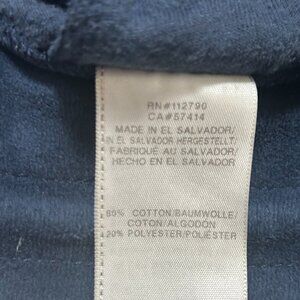 RN#112790
CA#57414
MADE IN EL SALVADOR/
IN EL SALVADOR HERGESTELLT/
FABRIQUÉ AU SALVADOR/
HECHO EN EL SALVADOR
80% COTTON/BAUMWOLLE/
COTON/ALGODON
20% POLYESTER/POLIÉSTER